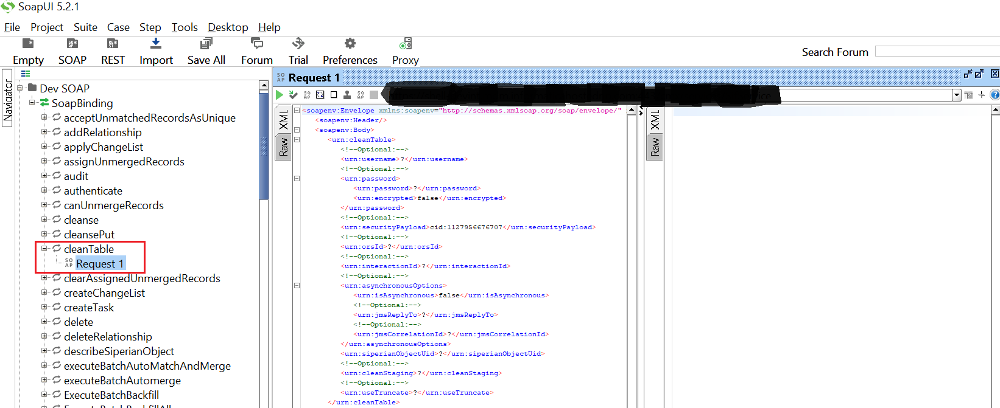 SoapUI 5.2.1
File Project Suite Case Step Tools Desktop Help
Empty SOAP REST Import Save All Forum Trial Preferences Proxy
Search Forum
Navigator
Dev SOAP
SoapBinding
acceptUnmatchedRecordsAsUnique
addRelationship
applyChangeList
assignUnmergedRecords
audit
authenticate
canUnmergeRecords
cleanse
cleansePut
cleanTable
Request 1
clearAssignedUnmergedRecords
createChangeList
createTask
delete
deleteRelationship
describeSiperianObject
executeBatchAutoMatchAndMerge
executeBatchAutomerge
ExecuteBatchBackfill
ExecuteBatchBackfillAll
Request 1
XML
Raw
<soapenv:Envelope xmlns:soapenv="http://schemas.xmlsoap.org/soap/envelope/"
<soapenv:Header/>
<soapenv:Body>
<urn:cleanTable>
<!--Optional:-->
<urn:username>?</urn:username>
<!--Optional:-->
<urn:password>
<urn:password>?</urn:password>
<urn:encrypted>false</urn:encrypted>
</urn:password>
<!--Optional:-->
<urn:securityPayload>cid:1127956676707</urn:securityPayload>
<!--Optional:-->
<urn:orsId>?</urn:orsId>
<!--Optional:-->
<urn:interactionId>?</urn:interactionId>
<!--Optional:-->
<urn:asynchronousOptions>
<urn:isAsynchronous>false</urn:isAsynchronous>
<!--Optional:-->
<urn:jmsReplyTo>?</urn:jmsReplyTo>
<!--Optional:-->
<urn:jmsCorrelationId>?</urn:jmsCorrelationId>
</urn:asynchronousOptions>
<urn:siperianObjectUid>?</urn:siperianObjectUid>
<!--Optional:-->
<urn:cleanStaging>?</urn:cleanStaging>
<!--Optional:-->
<urn:useTruncate>?</urn:useTruncate>
</urn:cleanTable>
XML
Raw